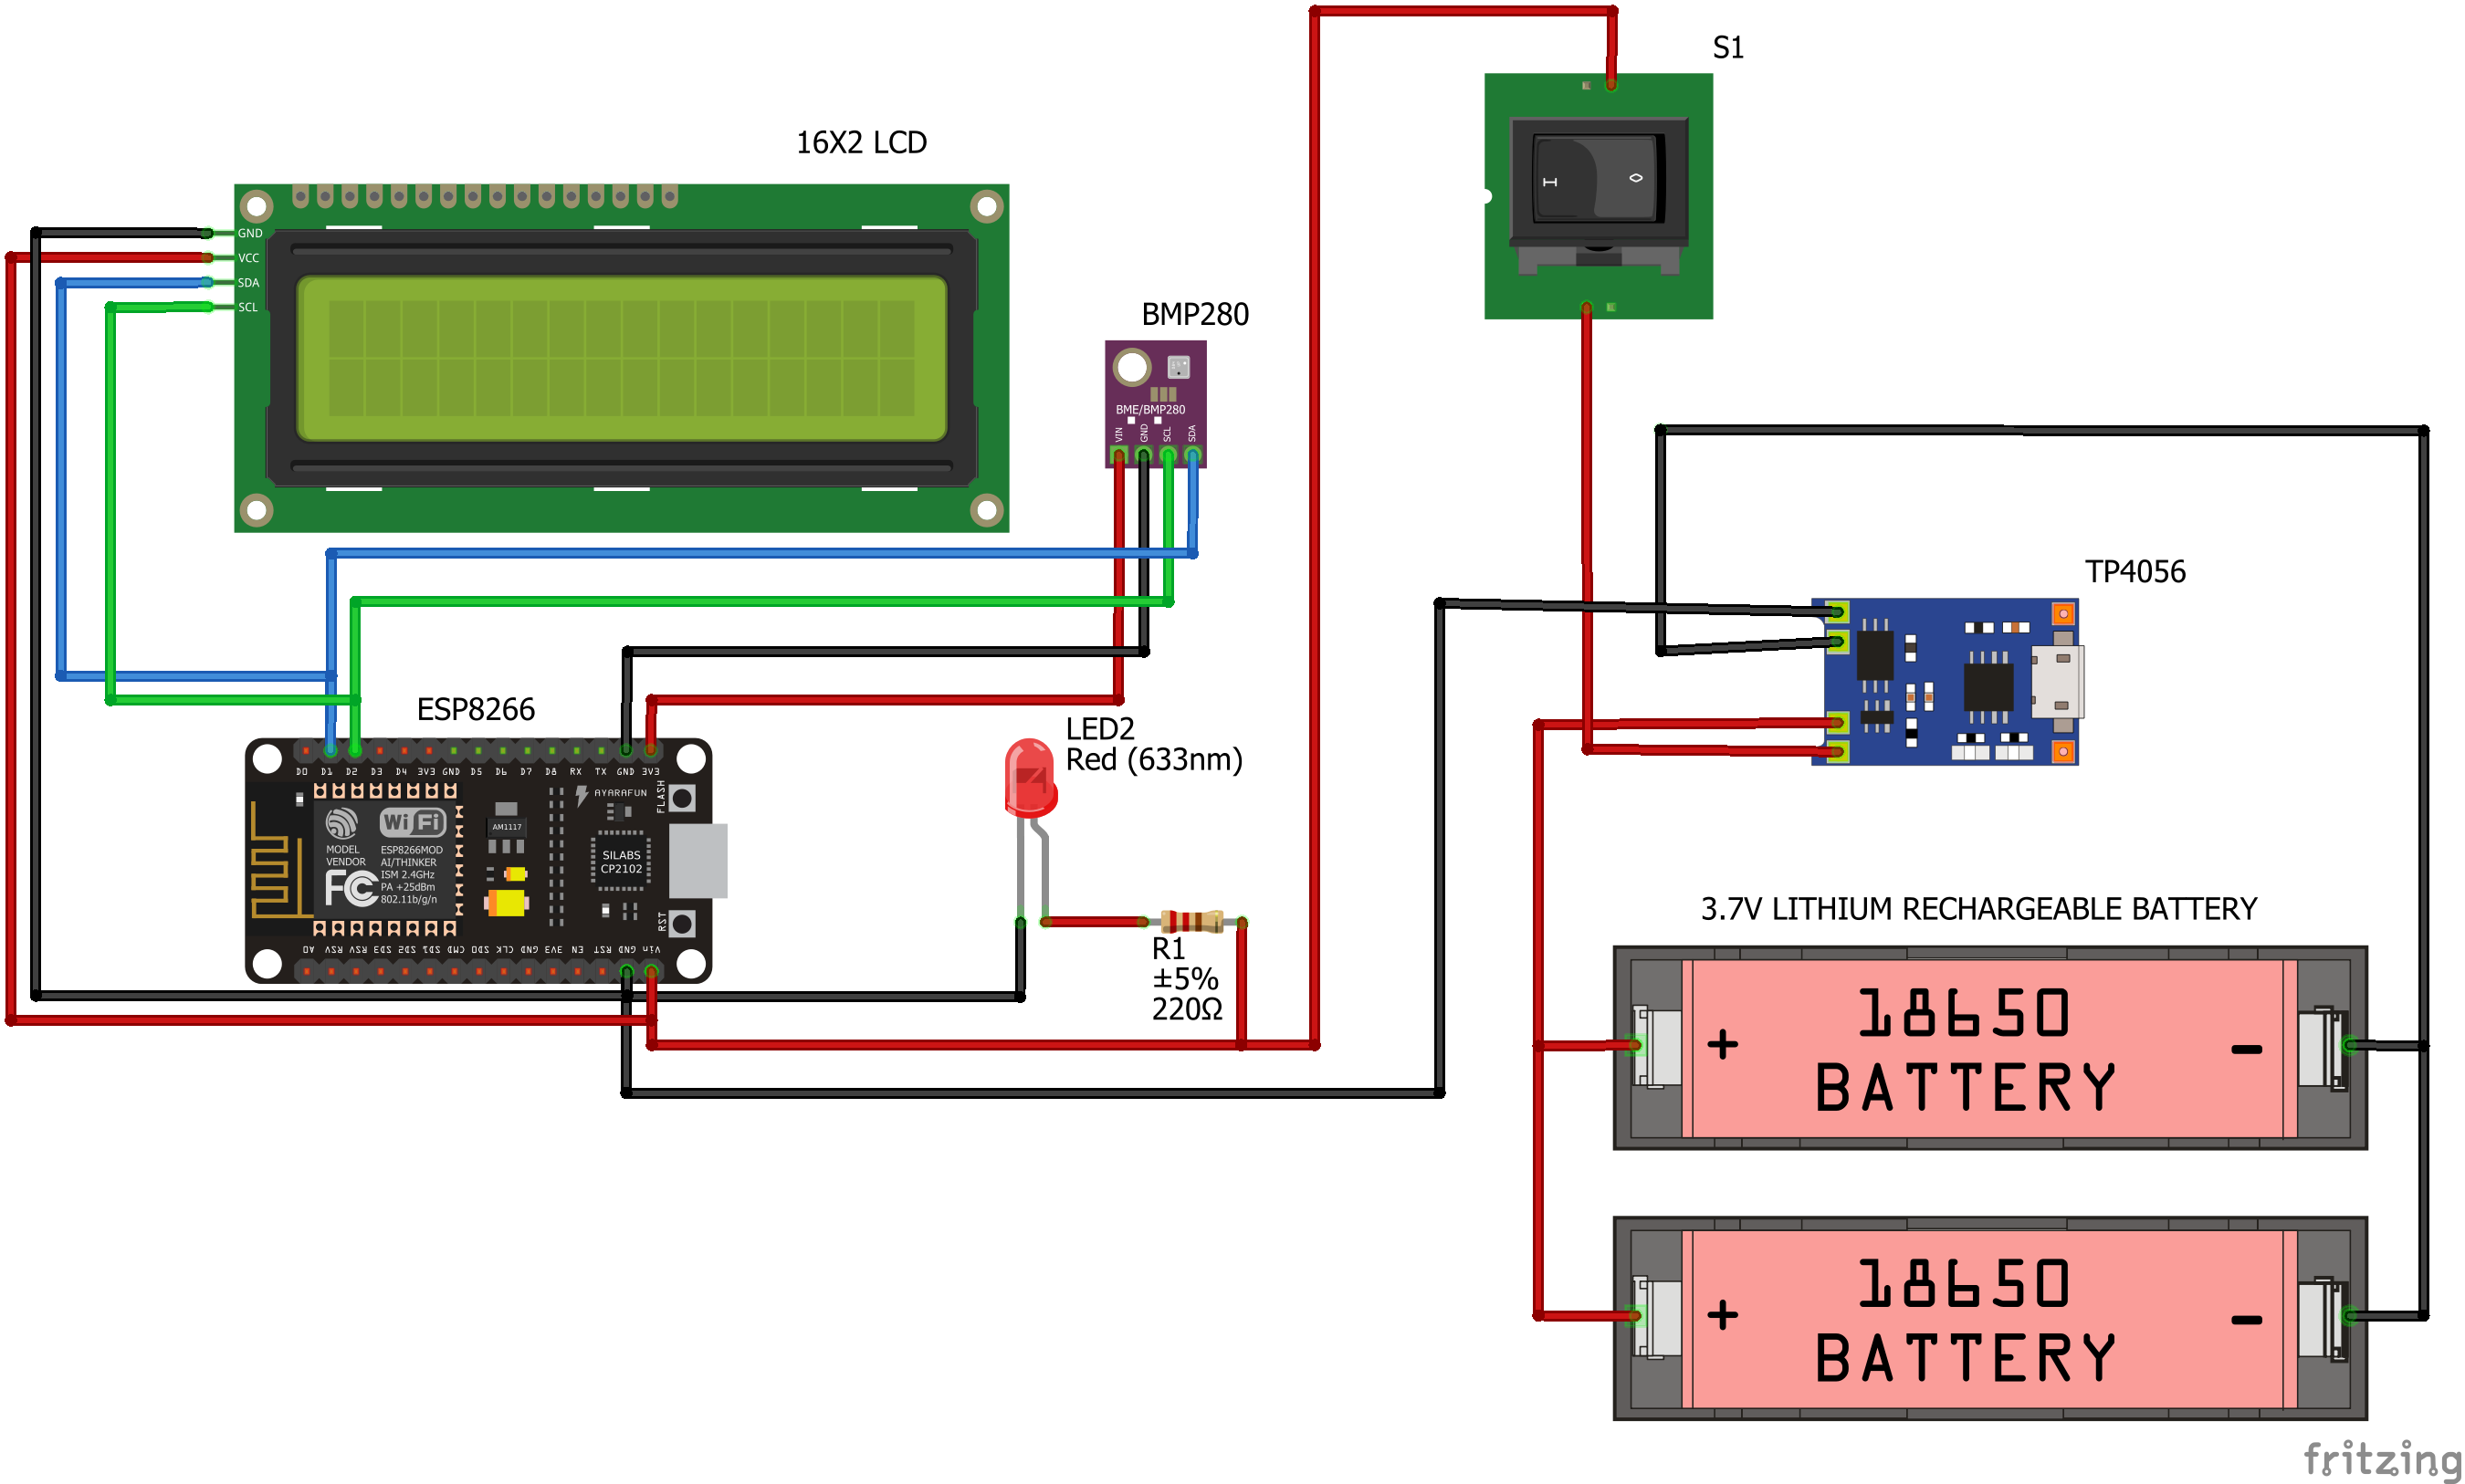 S1
16X2 LCD
GND
VCC
SDA
SCL
BMP280
BME/BMP280
VIN
GND
SCL
SDA
TP4056
ESP8266
D0 D1 D2 D3 D4 3V3 GND D5 D6 D7 D8 RX TX GND 3V3
AYARAFUN
FLASH
WiFi
AM1117
MODEL
VENDOR
ESP8266MOD
AI/THINKER
ISM 2.4GHz
PA +25dBm
802.11b/g/n
FC
SILABS
CP2102
RST
A0 RSV RSV SD3 SD2 SD1 CMD SD0 CLK GND 3V3 EN RST GND Vin
LED2
Red (633nm)
R1
±5%
220Ω
3.7V LITHIUM RECHARGEABLE BATTERY
+ 18650 -
BATTERY
+ 18650 -
BATTERY
fritzing